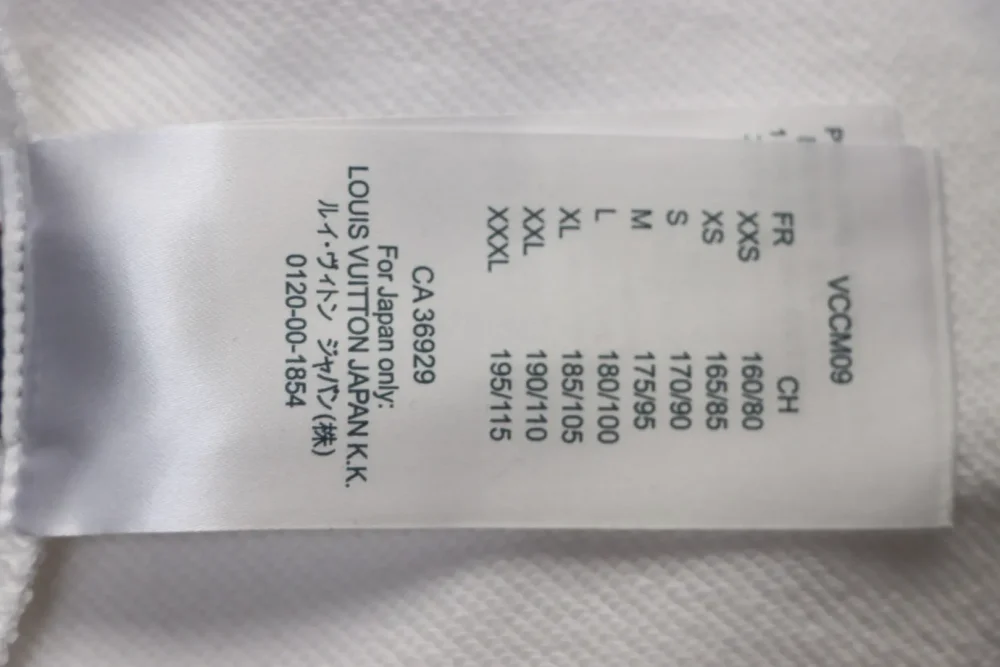 VCCM09
FR CH
XXS 160/80
XS 165/85
S 170/90
M 175/95
L 180/100
XL 185/105
XXL 190/110
XXXL 195/115
CA 36929
For Japan only:
LOUIS VUITTON JAPAN K.K.
ルイ・ヴィトン ジャパン(株)
0120-00-1854